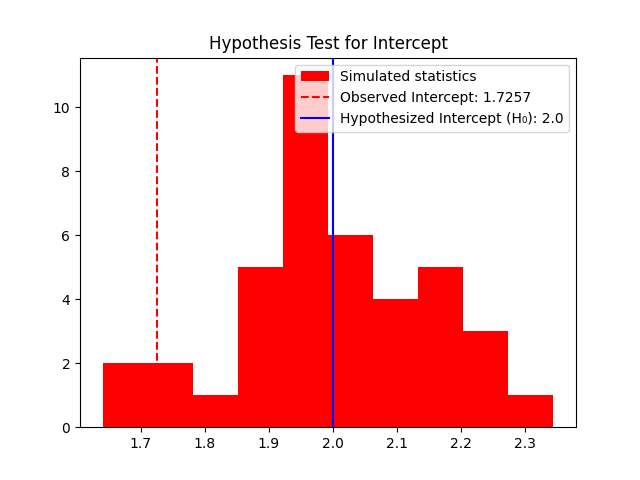 Hypothesis Test for Intercept
Simulated statistics
Observed Intercept: 1.7257
Hypothesized Intercept (H₀): 2.0
10
8
6
4
2
0
1.7 1.8 1.9 2.0 2.1 2.2 2.3